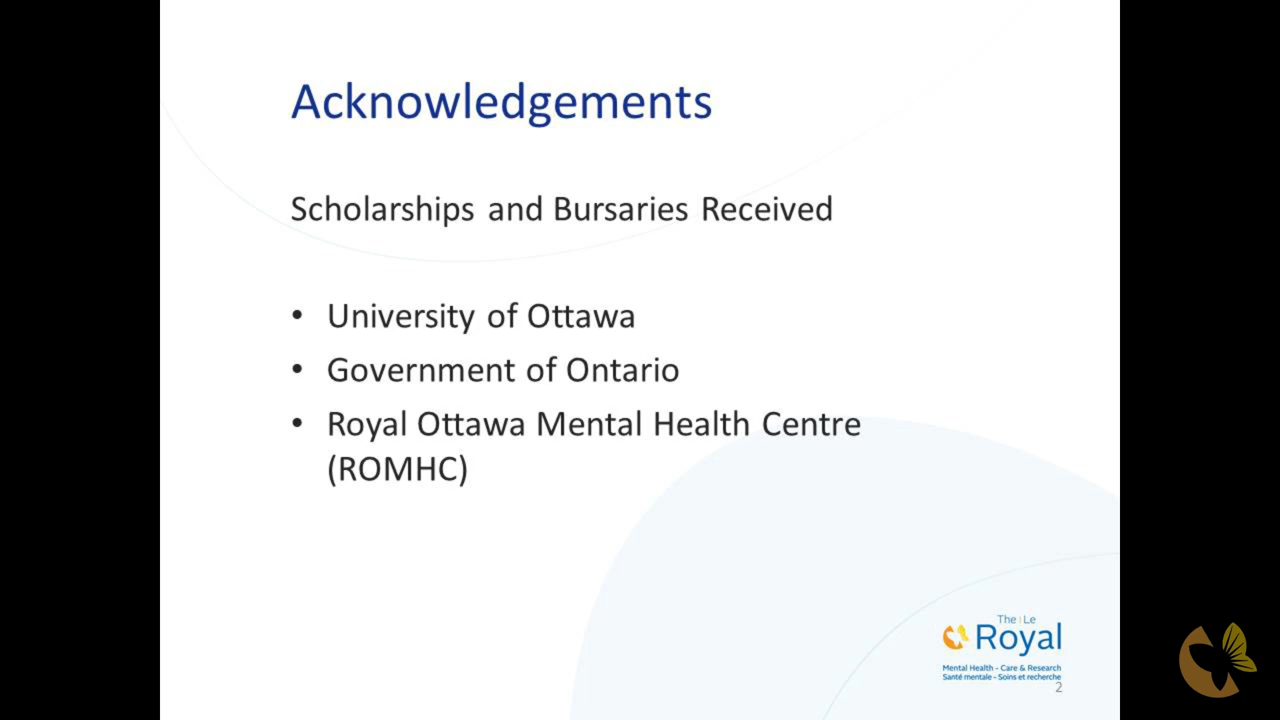 Acknowledgements
Scholarships and Bursaries Received
• University of Ottawa
• Government of Ontario
• Royal Ottawa Mental Health Centre
(ROMHC)
The | Le
Royal
Mental Health - Care & Research
Santé mentale - Soins et recherche
2